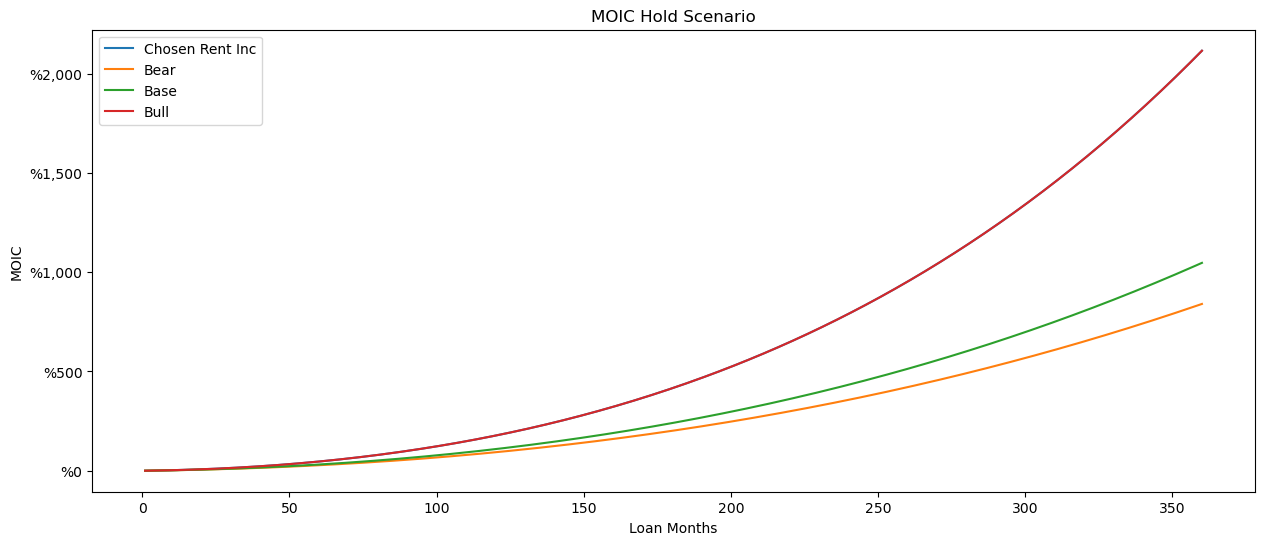 MOIC Hold Scenario
Chosen Rent Inc
Bear
Base
Bull
%2,000
%1,500
%1,000
%500
%0
MOIC
0 50 100 150 200 250 300 350
Loan Months